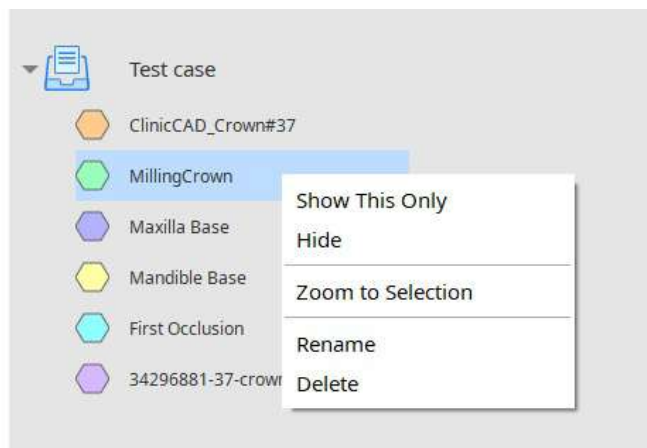 Test case
ClinicCAD_Crown#37
MillingCrown
Maxilla Base
Mandible Base
First Occlusion
34296881-37-crown
Show This Only
Hide
Zoom to Selection
Rename
Delete